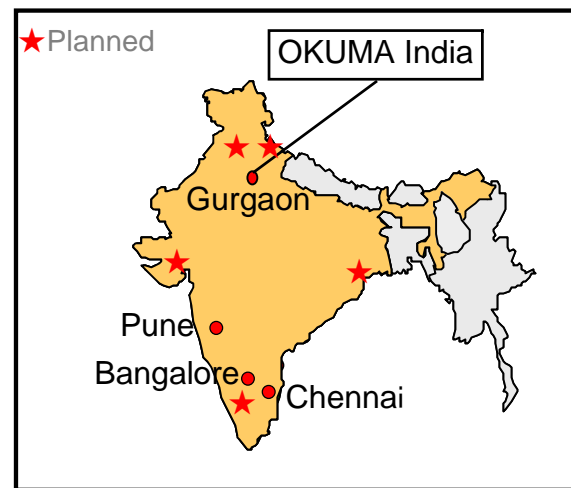 Planned
OKUMA India
Gurgaon
Pune
Bangalore
Chennai